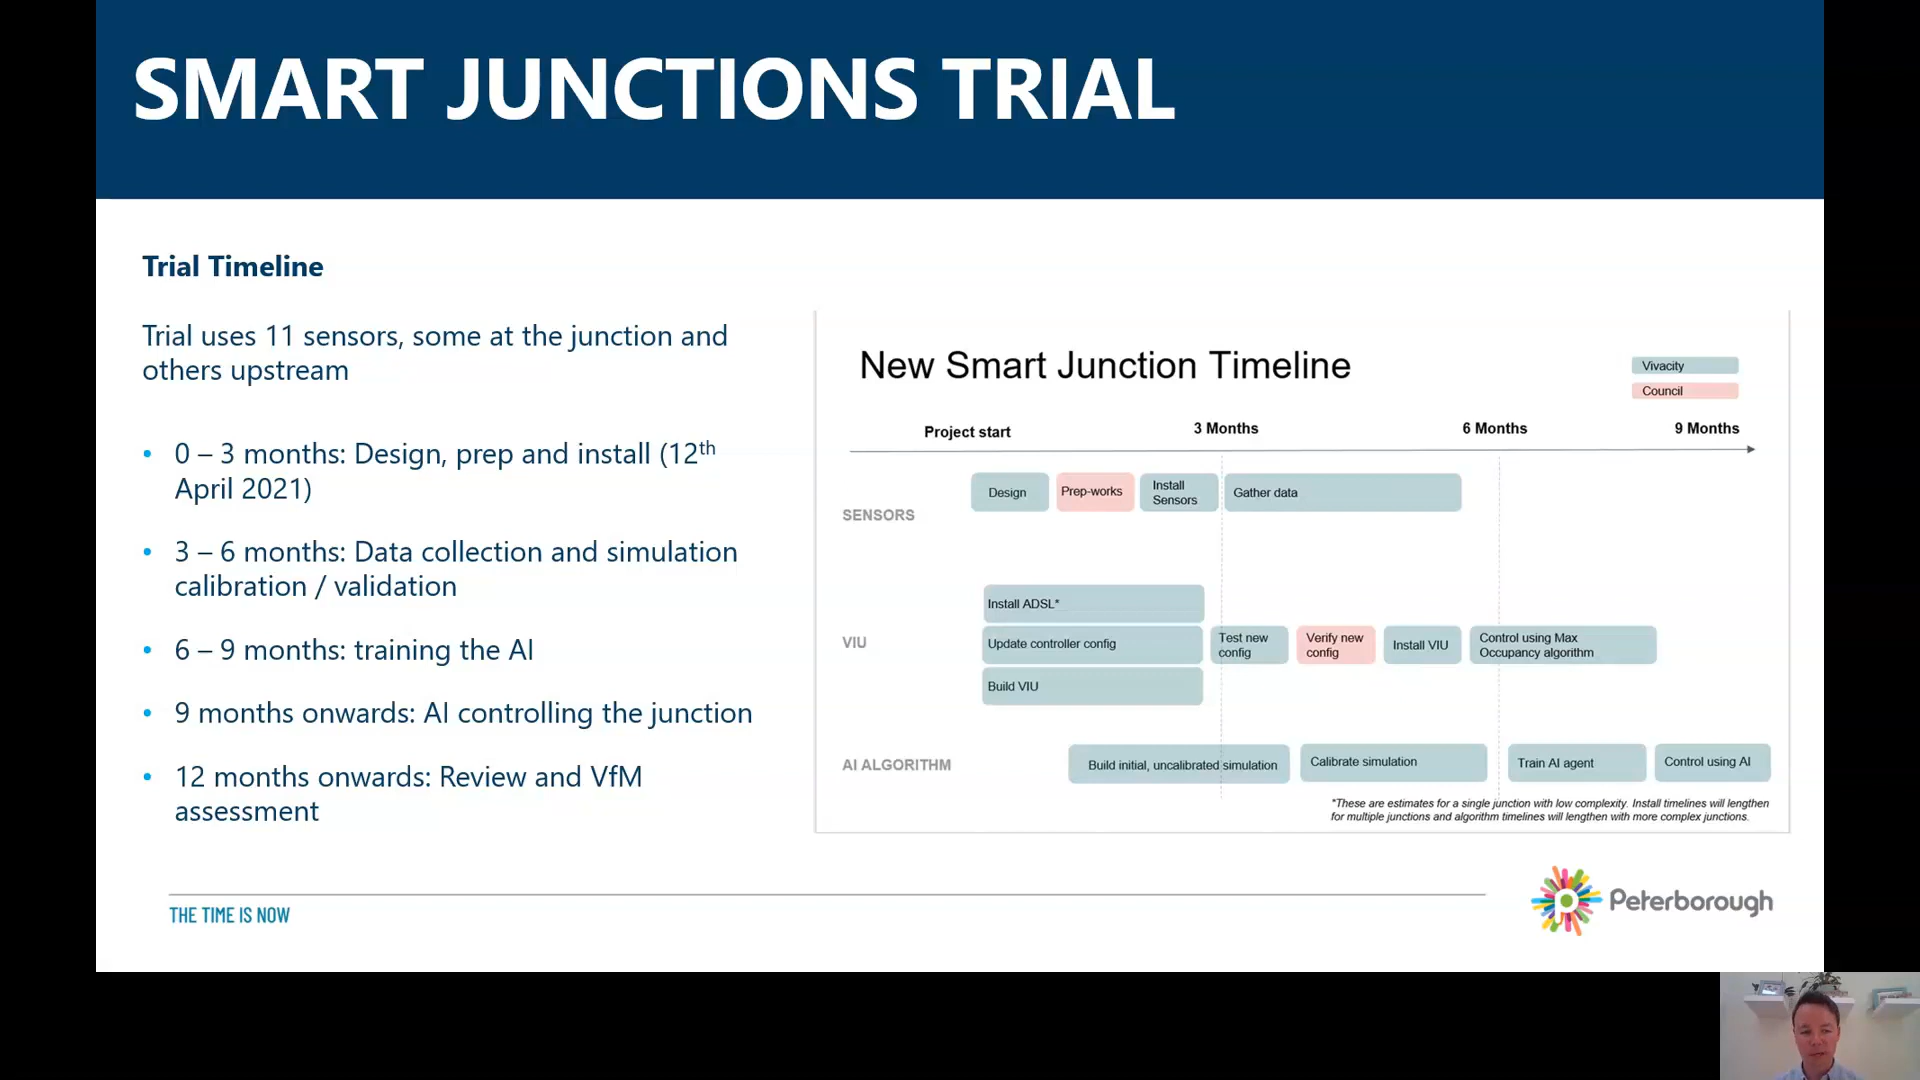 SMART JUNCTIONS TRIAL
Trial Timeline
Trial uses 11 sensors, some at the junction and
others upstream
• 0 – 3 months: Design, prep and install (12th
April 2021)
• 3 – 6 months: Data collection and simulation
calibration / validation
• 6 – 9 months: training the AI
• 9 months onwards: AI controlling the junction
• 12 months onwards: Review and VfM
assessment
New Smart Junction Timeline
Vivacity
Council
Project start
3 Months
6 Months
9 Months
SENSORS
Design
Prep-works
Install
Sensors
Gather data
VIU
Install ADSL*
Update controller config
Build VIU
Test new
config
Verify new
config
Install VIU
Control using Max
Occupancy algorithm
AI ALGORITHM
Build initial, uncalibrated simulation
Calibrate simulation
Train AI agent
Control using AI
*These are estimates for a single junction with low complexity. Install timelines will lengthen
for multiple junctions and algorithm timelines will lengthen with more complex junctions.
THE TIME IS NOW
Peterborough